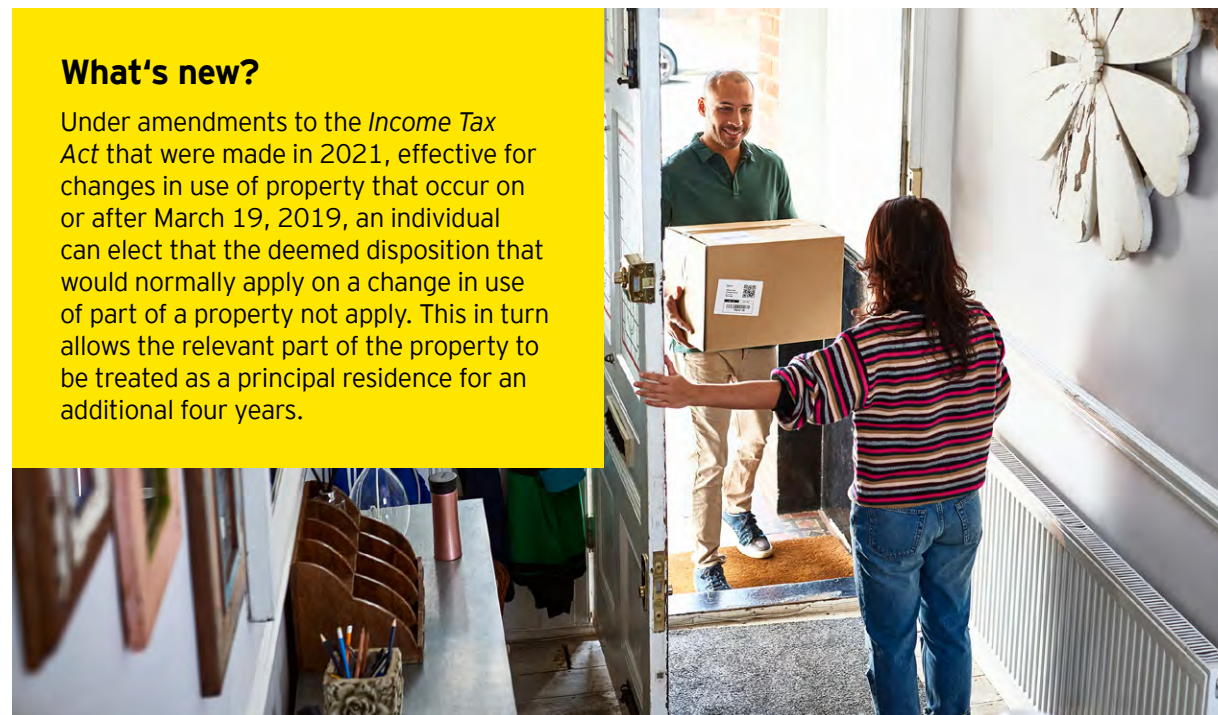 What‘s new?
Under amendments to the Income Tax
Act that were made in 2021, effective for
changes in use of property that occur on
or after March 19, 2019, an individual
can elect that the deemed disposition that
would normally apply on a change in use
of part of a property not apply. This in turn
allows the relevant part of the property to
be treated as a principal residence for an
additional four years.